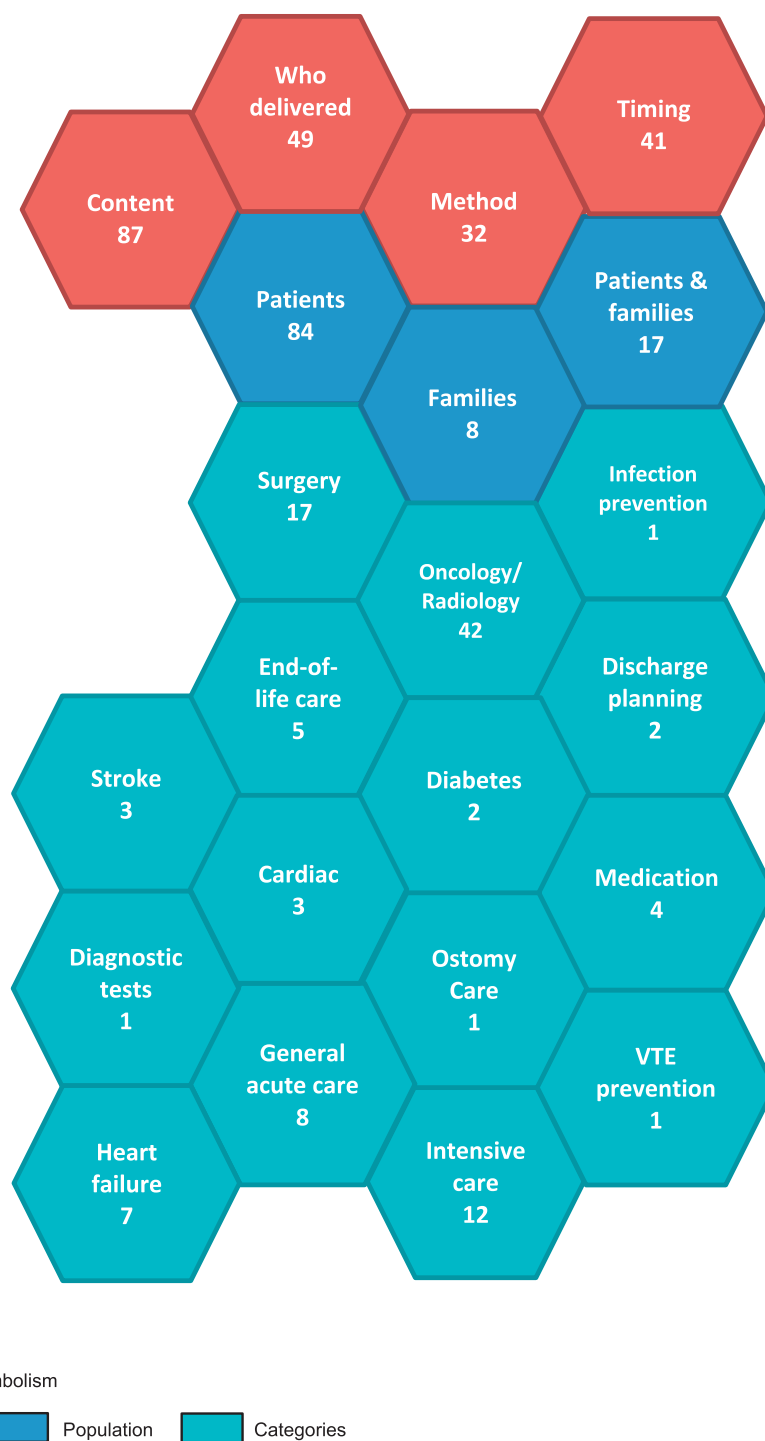 Who
delivered
49
Timing
41
Content
87
Method
32
Patients
84
Patients &
families
17
Families
8
Surgery
17
Infection
prevention
1
Oncology/
Radiology
42
End-of-
life care
5
Discharge
planning
2
Stroke
3
Diabetes
2
Cardiac
3
Medication
4
Diagnostic
tests
1
Ostomy
Care
1
General
acute care
8
VTE
prevention
1
Heart
failure
7
Intensive
care
12
bolism
Population
Categories